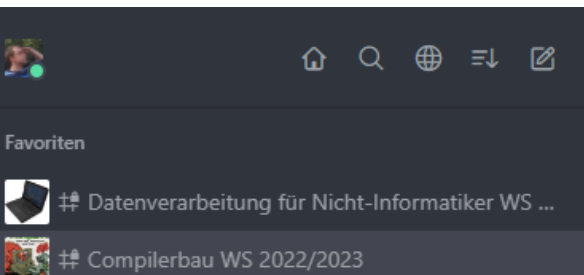 Favoriten
Datenverarbeitung für Nicht-Informatiker WS ...
Compilerbau WS 2022/2023